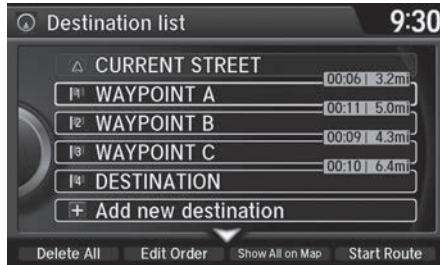 Destination list 9:30
CURRENT STREET
00:06 | 3.2mi
WAYPOINT A
00:11 | 5.0mi
WAYPOINT B
00:09 | 4.3mi
WAYPOINT C
00:10 | 6.4mi
DESTINATION
+ Add new destination
Delete All Edit Order Show All on Map Start Route